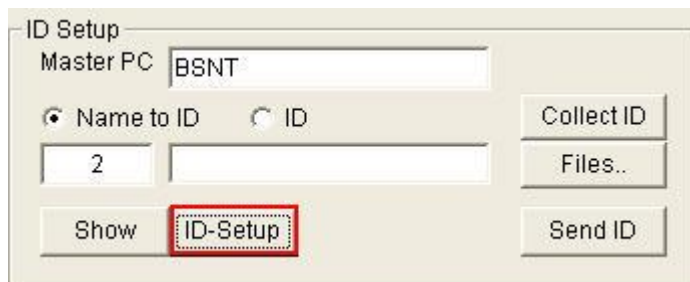 ID Setup
Master PC BSNT
Name to ID ID Collect ID
2 Files..
Show ID-Setup Send ID